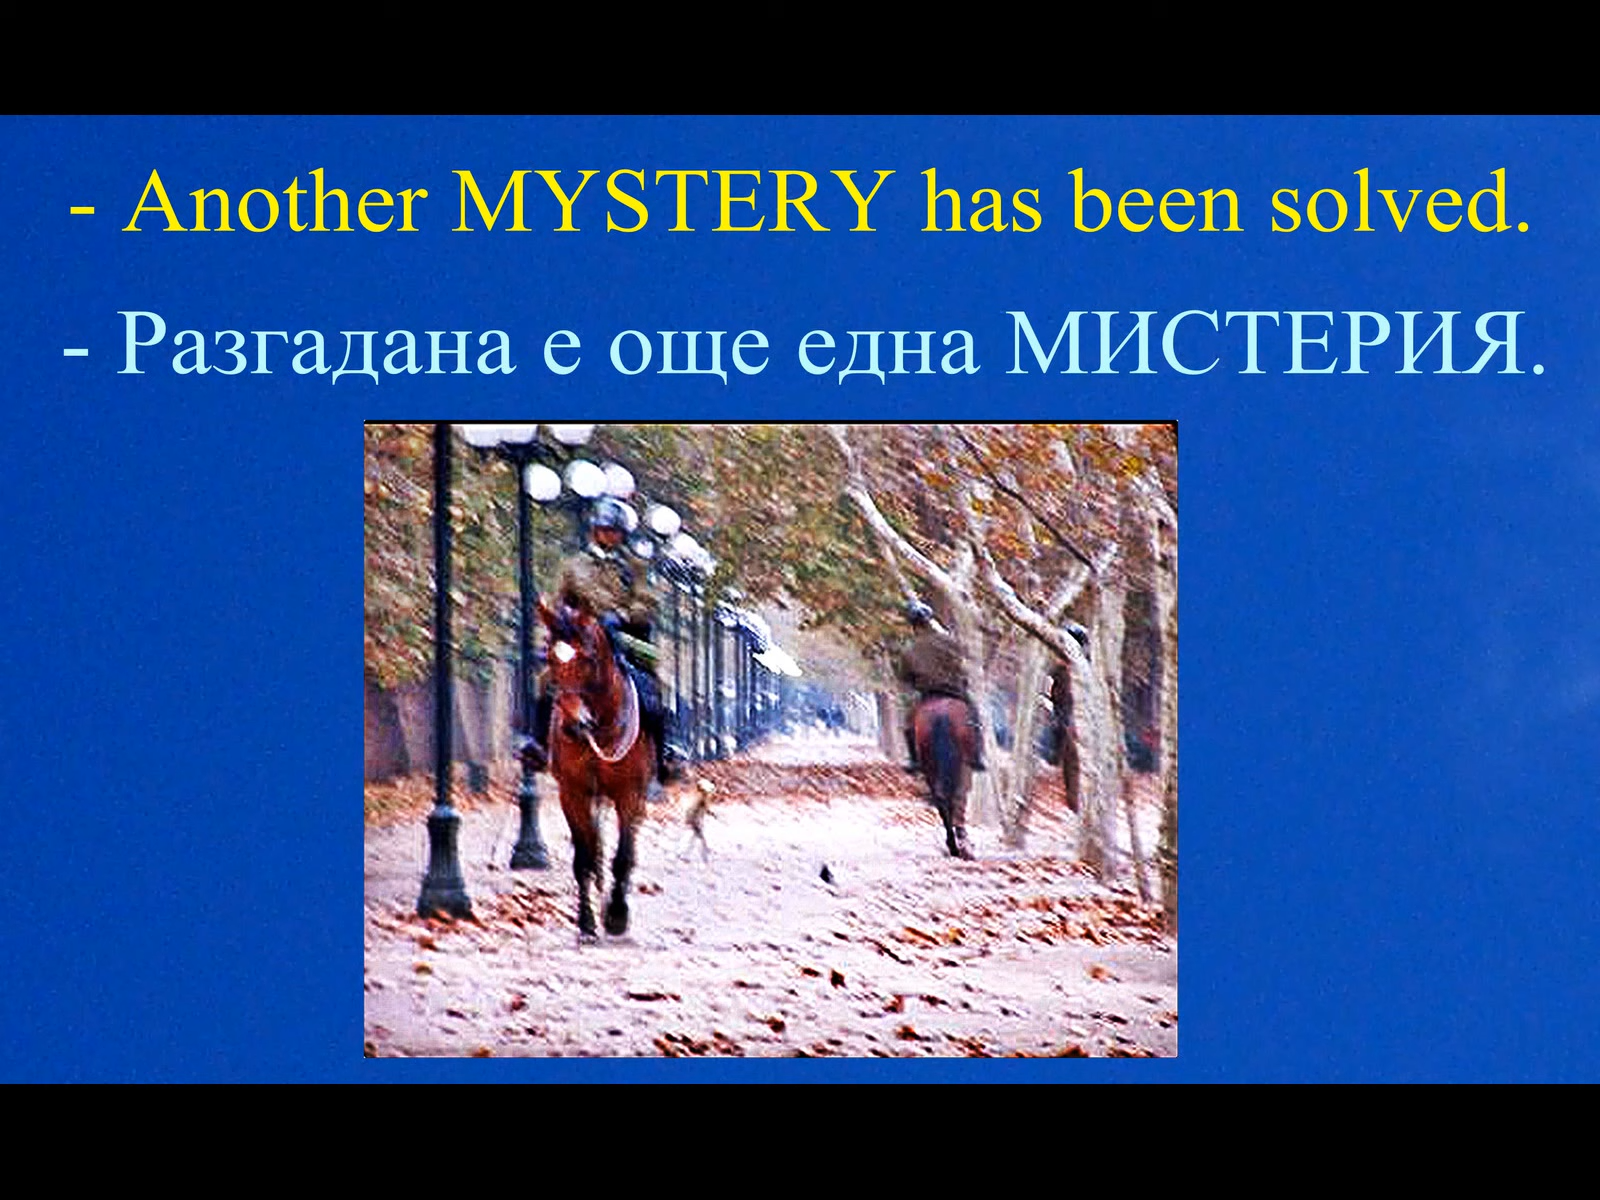 - Another MYSTERY has been solved.
- Разгадана е още една МИСТЕРИЯ.